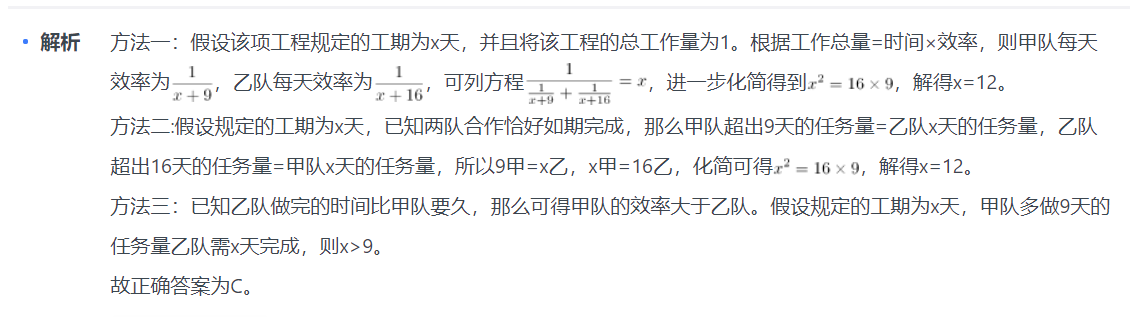 • 解析 方法一：假设该项工程规定的工期为x天，并且将该工程的总工作量为1。根据工作总量=时间×效率，则甲队每天
效率为\frac{1}{x+9}，乙队每天效率为\frac{1}{x+16}，可列方程\frac{1}{\frac{1}{x+9}+\frac{1}{x+16}}=x，进一步化简得到x²=16×9，解得x=12。
方法二:假设规定的工期为x天，已知两队合作恰好如期完成，那么甲队超出9天的任务量=乙队x天的任务量，乙队
超出16天的任务量=甲队x天的任务量，所以9甲=x乙，x甲=16乙，化简可得x²=16×9，解得x=12。
方法三：已知乙队做完的时间比甲队要久，那么可得甲队的效率大于乙队。假设规定的工期为x天，甲队多做9天的
任务量乙队需x天完成，则x>9。
故正确答案为C。